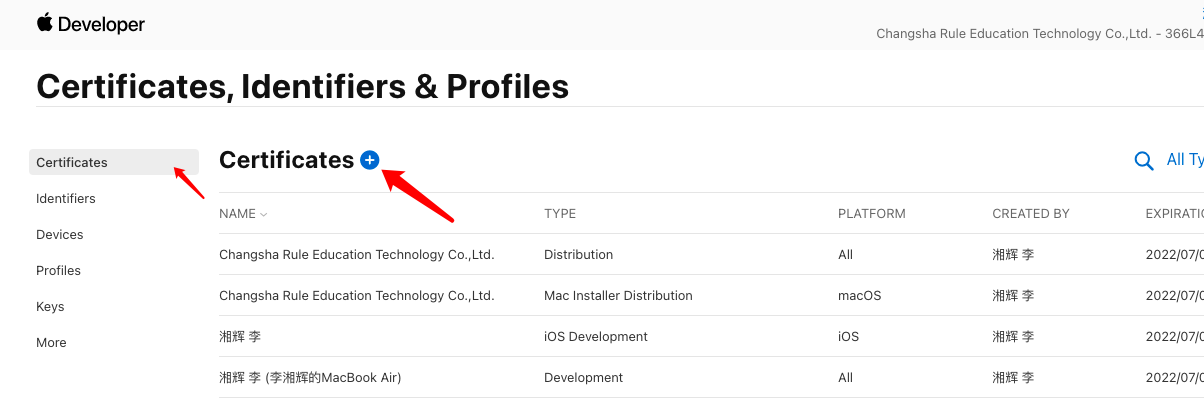 Developer
Changsha Rule Education Technology Co.,Ltd. - 366L4
Certificates, Identifiers & Profiles
Certificates
Identifiers
Devices
Profiles
Keys
More
Certificates
All Ty
NAME TYPE PLATFORM CREATED BY EXPIRATI
Changsha Rule Education Technology Co.,Ltd. Distribution All 湘辉 李 2022/07/0
Changsha Rule Education Technology Co.,Ltd. Mac Installer Distribution macOS 湘辉 李 2022/07/0
湘辉 李 iOS Development iOS 湘辉 李 2022/07/0
湘辉 李 (李湘辉的MacBook Air) Development All 湘辉 李 2022/07/0